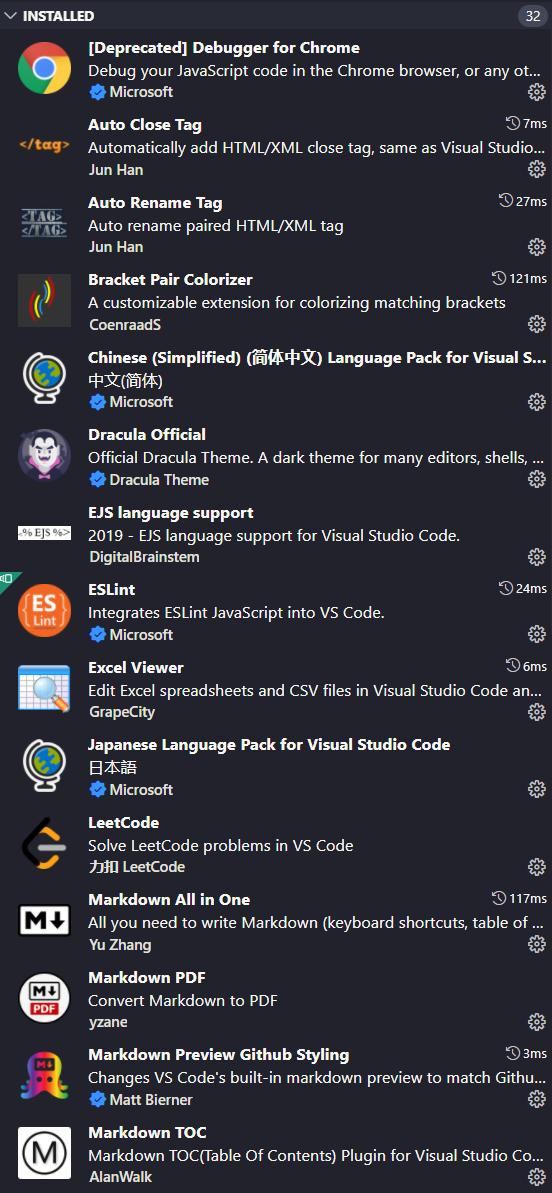 INSTALLED 32
[Deprecated] Debugger for Chrome
Debug your JavaScript code in the Chrome browser, or any ot...
Microsoft
Auto Close Tag 7ms
</tag>
Automatically add HTML/XML close tag, same as Visual Studio...
Jun Han
Auto Rename Tag 27ms
<TAG>
</TAG>
Auto rename paired HTML/XML tag
Jun Han
Bracket Pair Colorizer 121ms
A customizable extension for colorizing matching brackets
CoenraadS
Chinese (Simplified) (简体中文) Language Pack for Visual S...
中文(简体)
Microsoft
Dracula Official
Official Dracula Theme. A dark theme for many editors, shells, ...
Dracula Theme
EJS language support
<% EJS %>
2019 - EJS language support for Visual Studio Code.
DigitalBrainstem
ESLint 24ms
{ES
Lint}
Integrates ESLint JavaScript into VS Code.
Microsoft
Excel Viewer 6ms
Edit Excel spreadsheets and CSV files in Visual Studio Code an...
GrapeCity
Japanese Language Pack for Visual Studio Code
日本語
Microsoft
LeetCode
Solve LeetCode problems in VS Code
力扣 LeetCode
Markdown All in One 117ms
M↓
All you need to write Markdown (keyboard shortcuts, table of ...
Yu Zhang
Markdown PDF
M↓
PDF
Convert Markdown to PDF
yzane
Markdown Preview Github Styling 3ms
M↓
Changes VS Code's built-in markdown preview to match Githu...
Matt Bierner
Markdown TOC
M
Markdown TOC(Table Of Contents) Plugin for Visual Studio Co...
AlanWalk